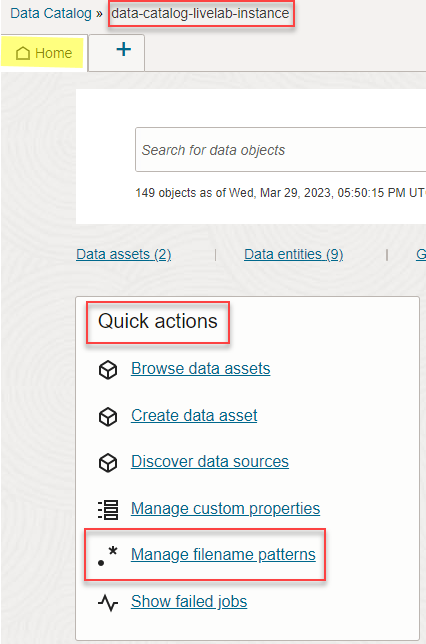 Data Catalog » data-catalog-livelab-instance
Home +
Search for data objects
149 objects as of Wed, Mar 29, 2023, 05:50:15 PM UT
Data assets (2) | Data entities (9) | G
Quick actions
Browse data assets
Create data asset
Discover data sources
Manage custom properties
.* Manage filename patterns
Show failed jobs